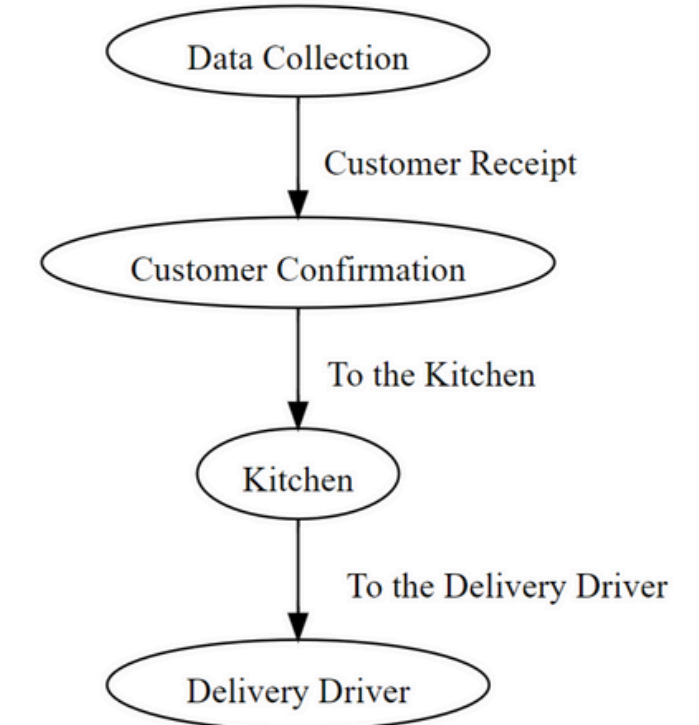 Data Collection
Customer Receipt
Customer Confirmation
To the Kitchen
Kitchen
To the Delivery Driver
Delivery Driver